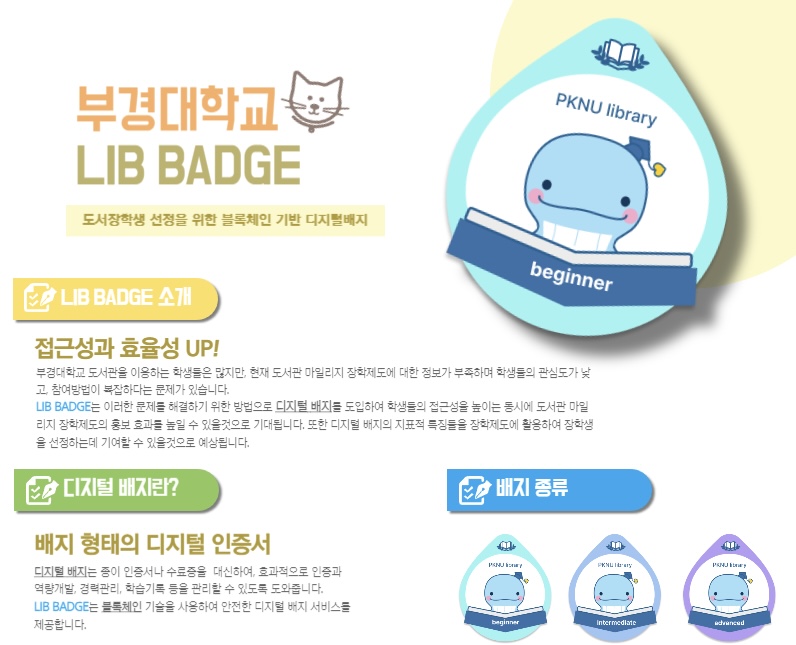 부경대학교
LIB BADGE
도서장학생 선정을 위한 블록체인 기반 디지털배지
PKNU library
beginner
LIB BADGE 소개
접근성과 효율성 UP!
부경대학교 도서관을 이용하는 학생들은 많지만, 현재 도서관 마일리지 장학제도에 대한 정보가 부족하며 학생들의 관심도가 낮
고, 참여방법이 복잡하다는 문제가 있습니다.
LIB BADGE는 이러한 문제를 해결하기 위한 방법으로 디지털 배지를 도입하여 학생들의 접근성을 높이는 동시에 도서관 마일
리지 장학제도의 홍보 효과를 높일 수 있을것으로 기대됩니다. 또한 디지털 배지의 지표적 특징들을 장학제도에 활용하여 장학생
을 선정하는데 기여할 수 있을것으로 예상됩니다.
디지털 배지란?
배지 형태의 디지털 인증서
디지털 배지는 종이 인증서나 수료증을 대신하여, 효과적으로 인증과
역량개발, 경력관리, 학습기록 등을 관리할 수 있도록 도와줍니다.
LIB BADGE는 블록체인 기술을 사용하여 안전한 디지털 배지 서비스를
제공합니다.
배지 종류
PKNU library
beginner
PKNU library
intermediate
PKNU library
advanced